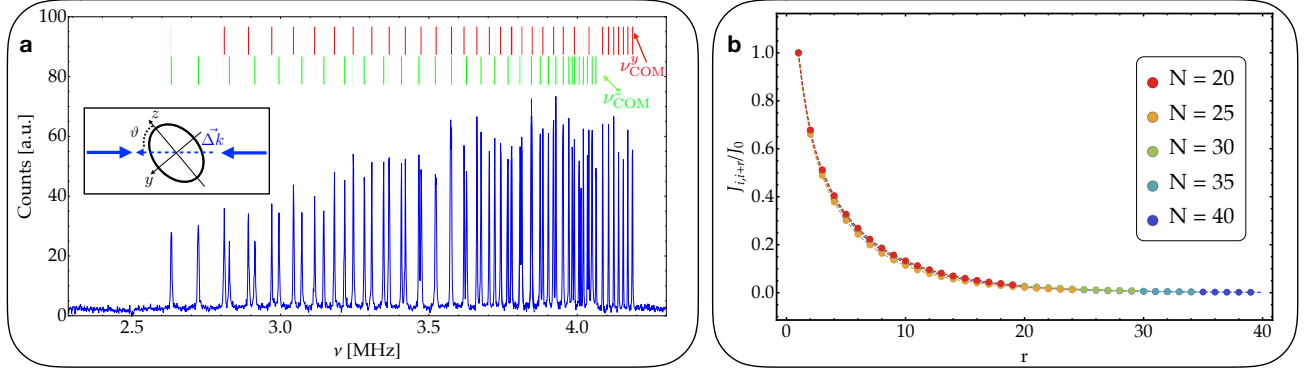 a
100
80
60
40
20
0
Counts [a.u.]
2.5
3.0
3.5
4.0
ν [MHz]
ν^y_COM
ν^z_COM
z
ϑ
Δk⃗
y
b
1.0
0.8
0.6
0.4
0.2
0.0
J_{i,i+r}/J_0
0
10
20
30
40
r
N = 20
N = 25
N = 30
N = 35
N = 40